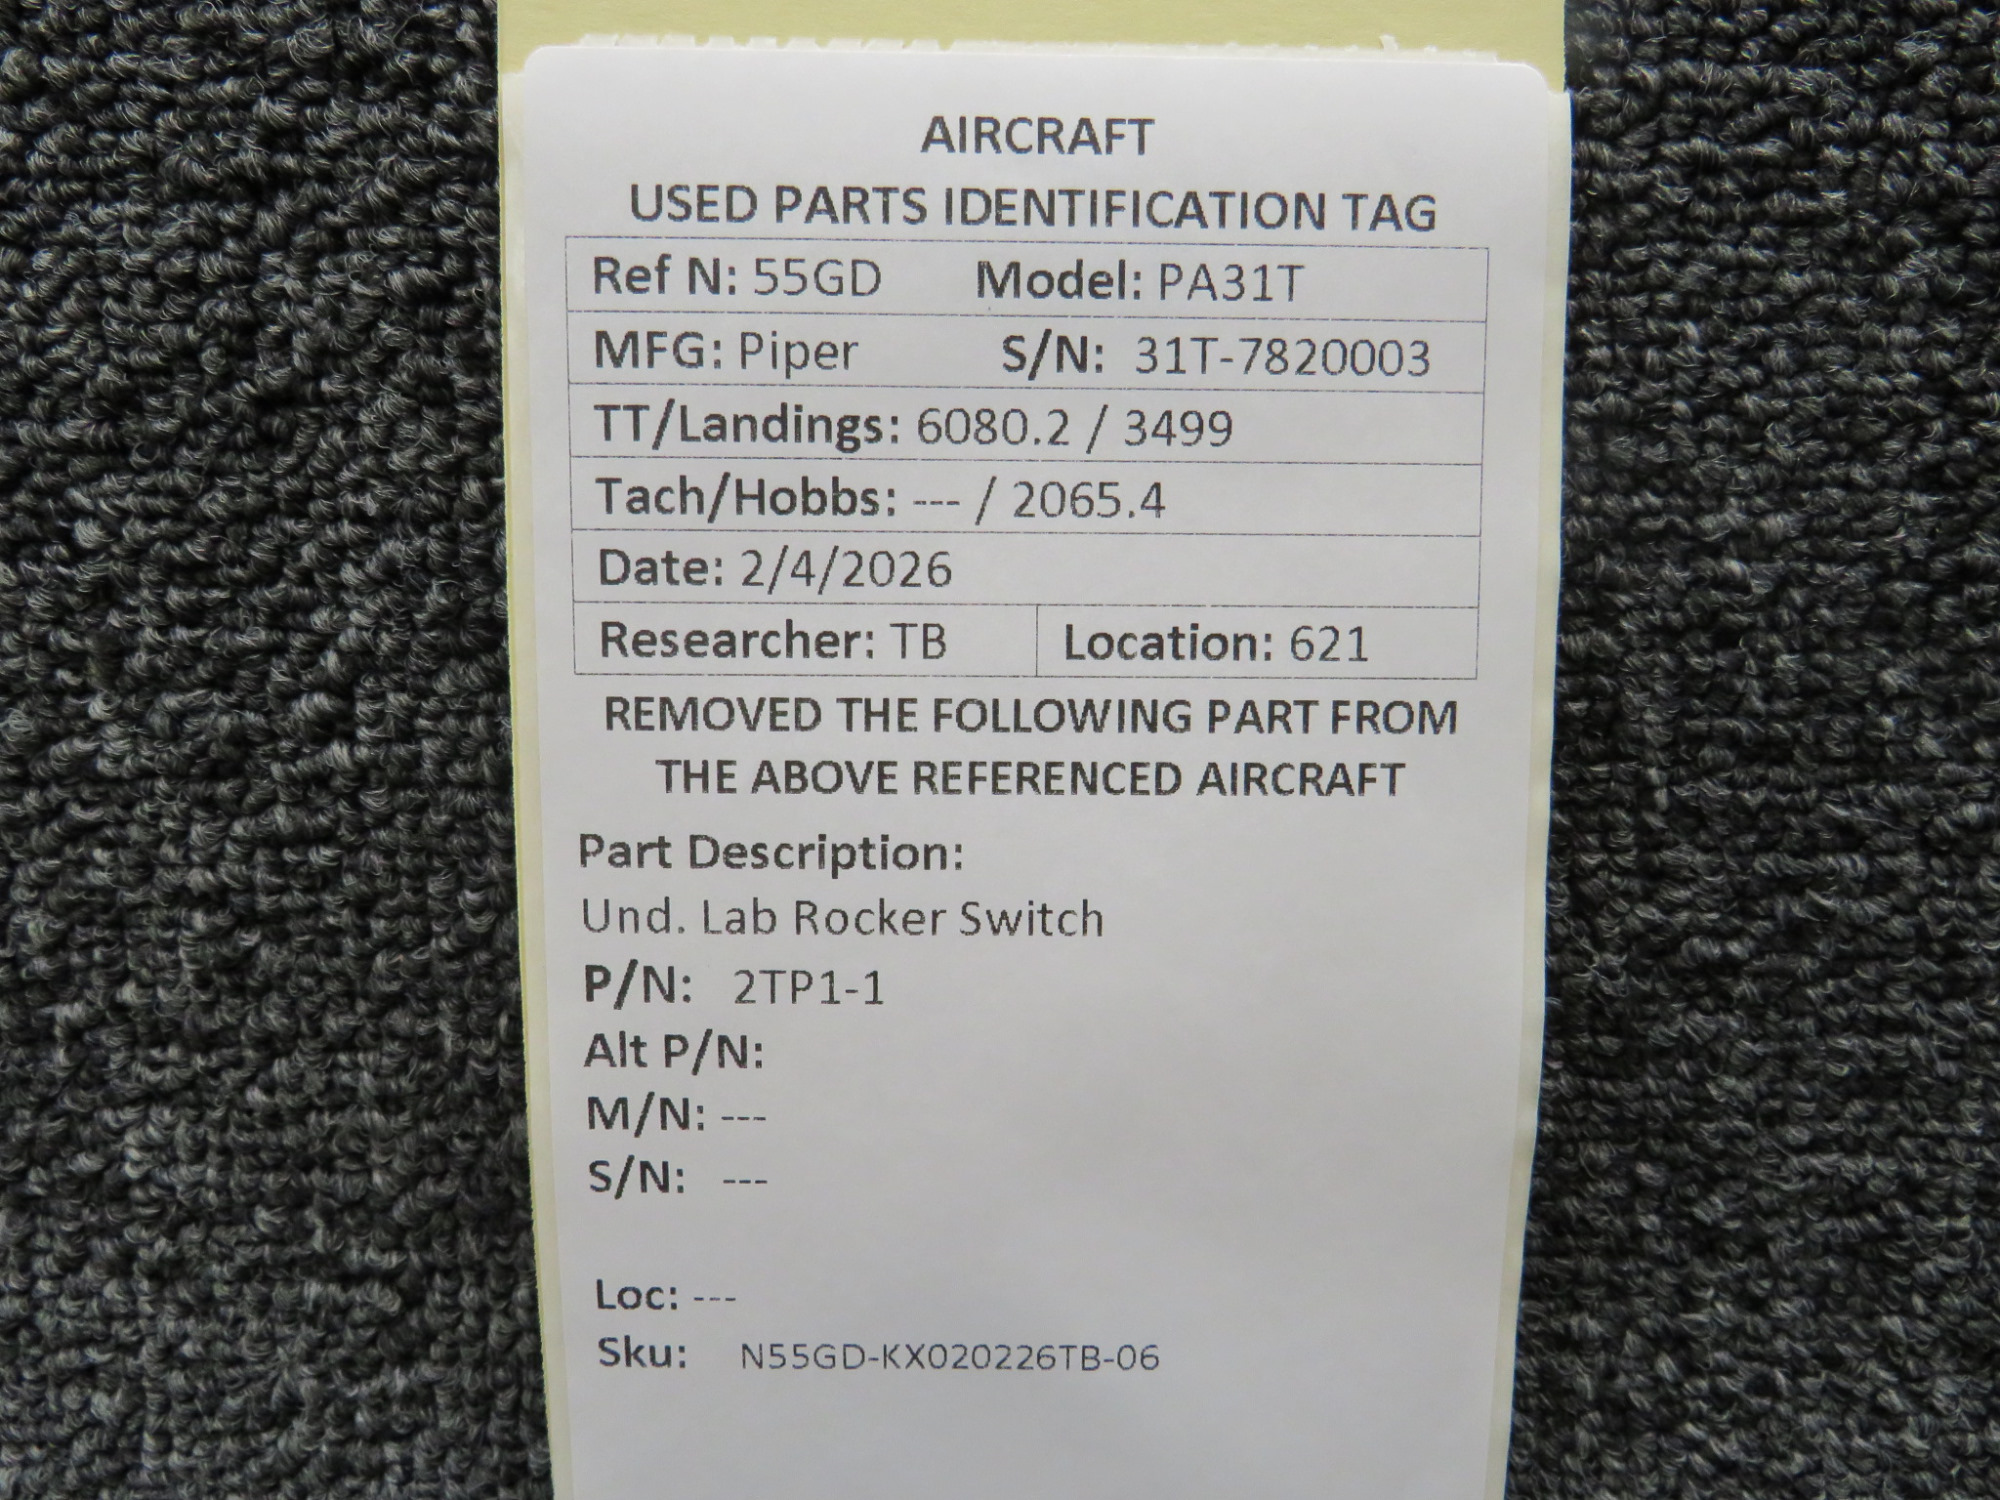 AIRCRAFT
USED PARTS IDENTIFICATION TAG
Ref N: 55GD Model: PA31T
MFG: Piper S/N: 31T-7820003
TT/Landings: 6080.2 / 3499
Tach/Hobbs: --- / 2065.4
Date: 2/4/2026
Researcher: TB Location: 621
REMOVED THE FOLLOWING PART FROM
THE ABOVE REFERENCED AIRCRAFT
Part Description:
Und. Lab Rocker Switch
P/N: 2TP1-1
Alt P/N:
M/N: ---
S/N: ---
Loc: ---
Sku: N55GD-KX020226TB-06